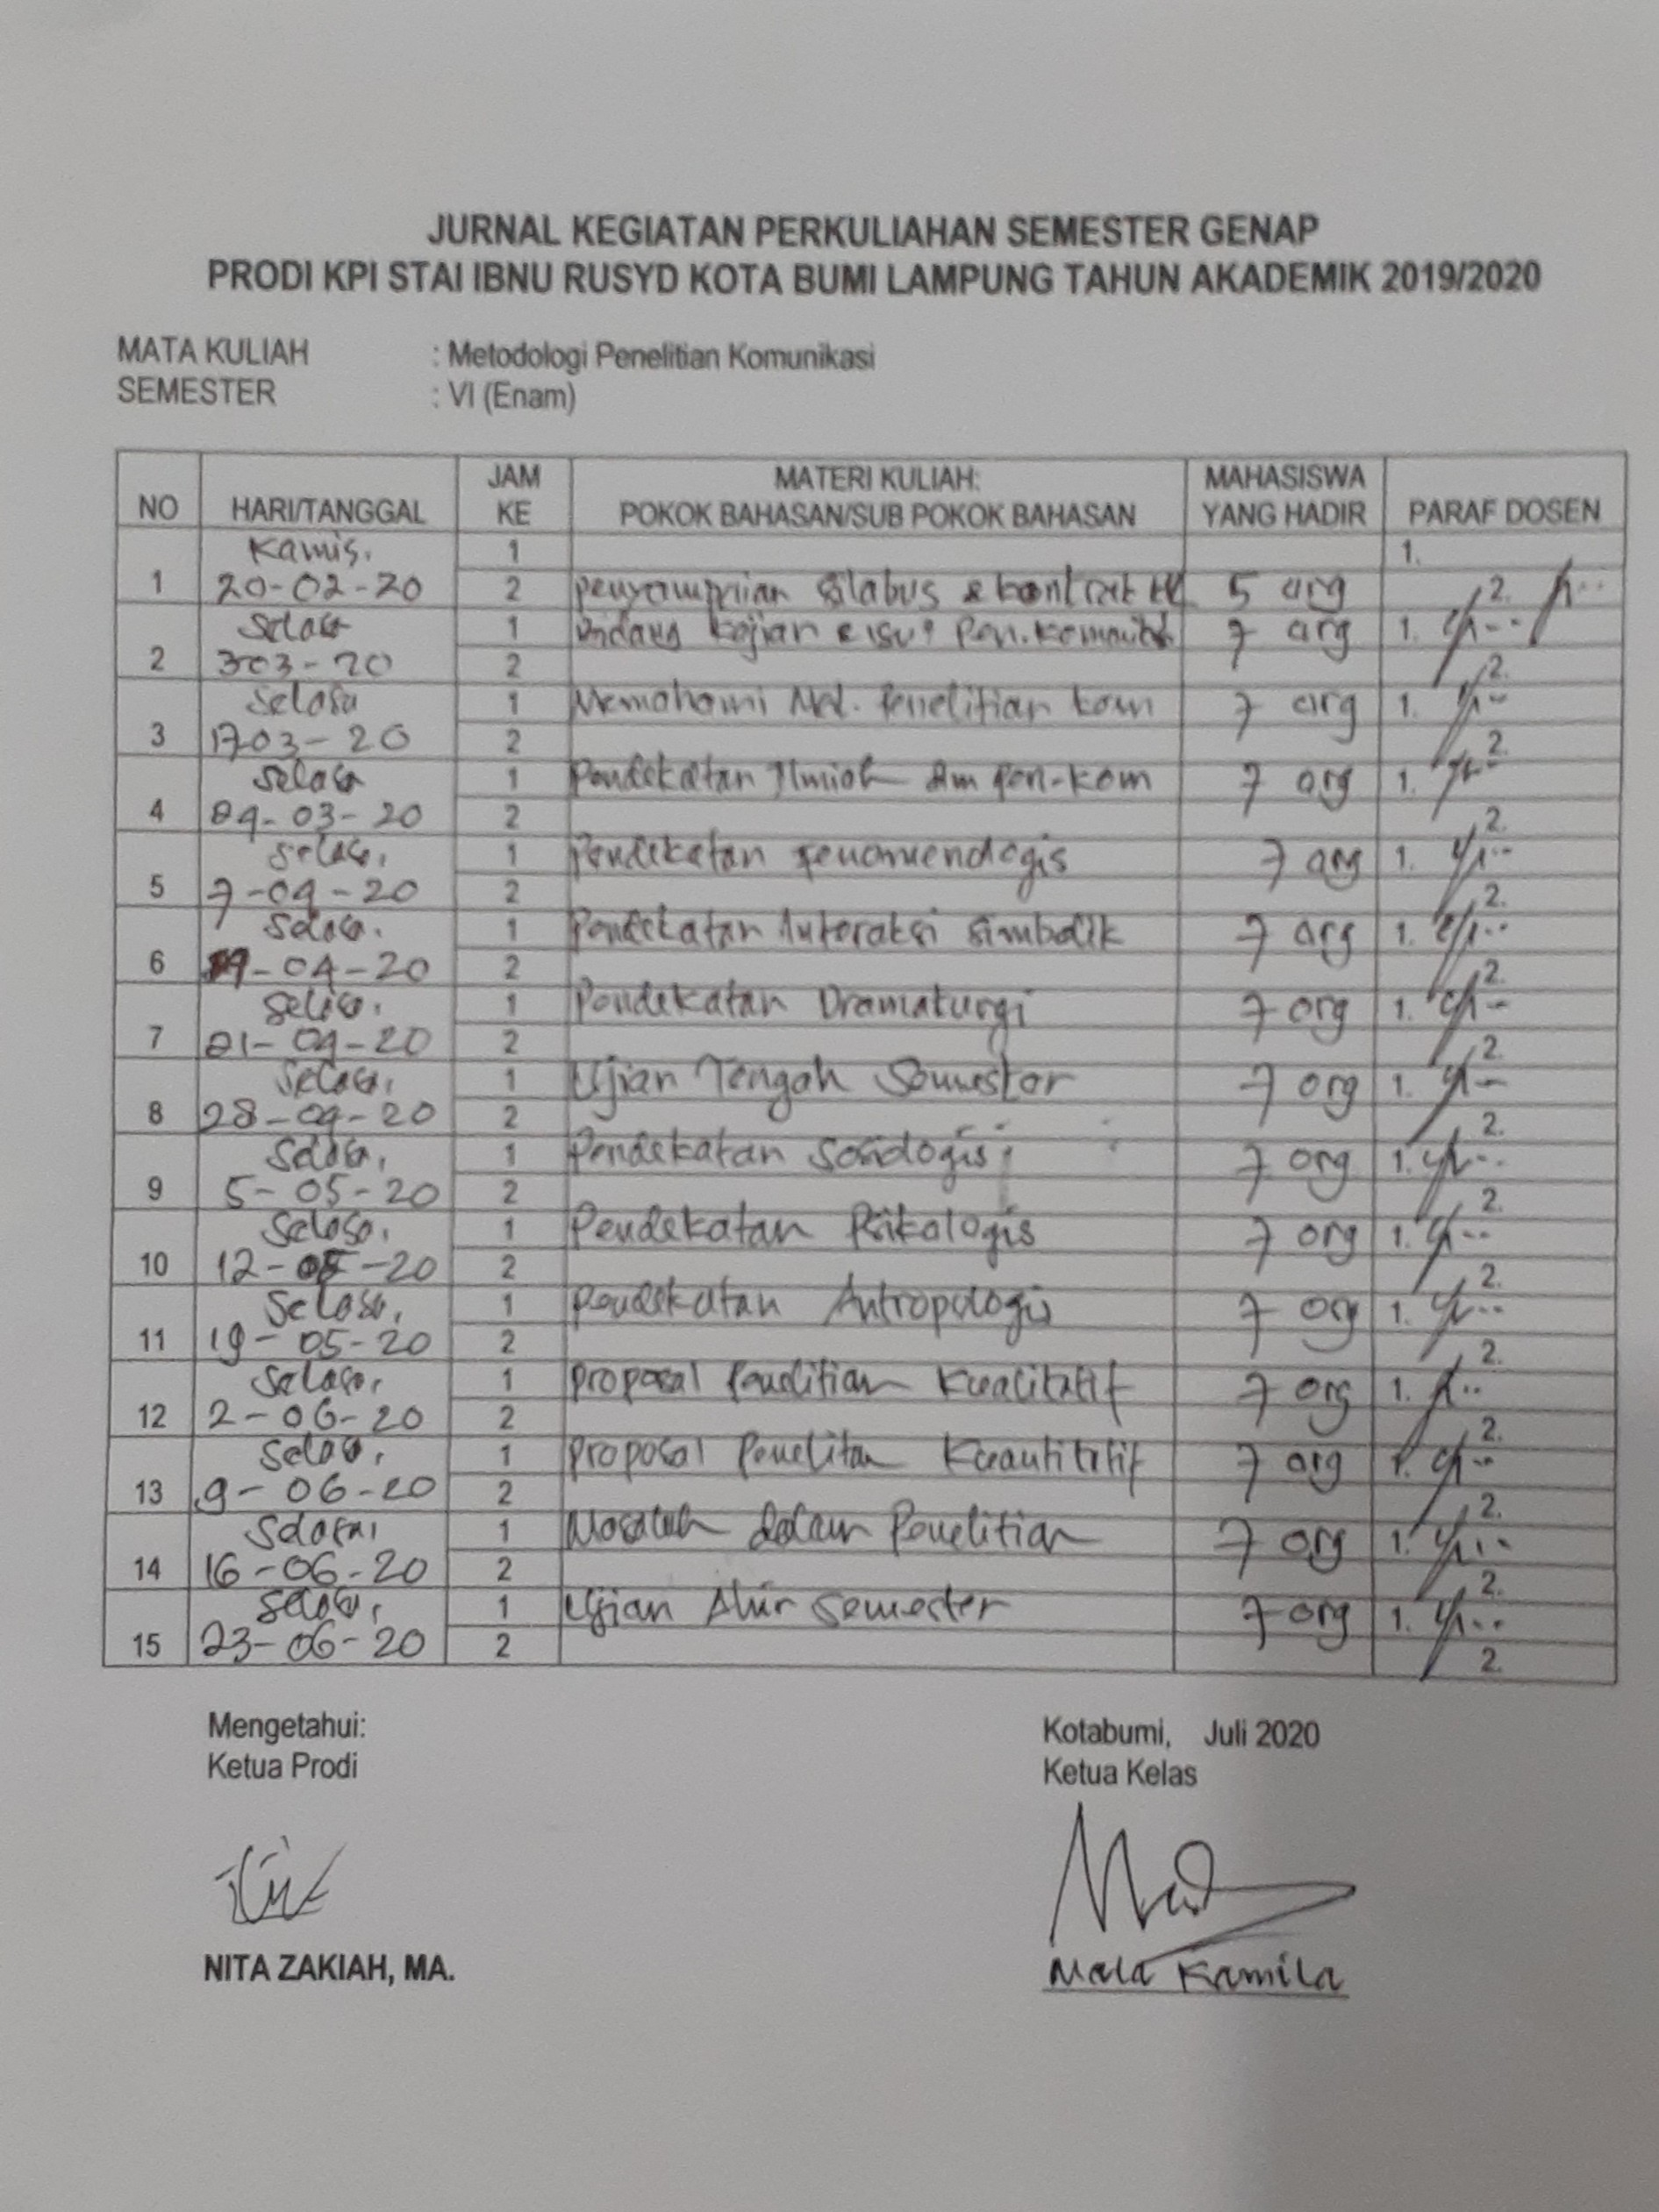 JURNAL KEGIATAN PERKULIAHAN SEMESTER GENAP
PRODI KPI STAI IBNU RUSYD KOTA BUMI LAMPUNG TAHUN AKADEMIK 2019/2020
MATA KULIAH : Metodologi Penelitian Komunikasi
SEMESTER : VI (Enam)
NO HARI/TANGGAL JAM KE MATERI KULIAH: POKOK BAHASAN/SUB POKOK BAHASAN MAHASISWA YANG HADIR PARAF DOSEN
Kamis, 1 1.
1 20-02-20 2 silabus & kontrak 5 org 2.
Selasa 1 kajian & isu² Pen. 7 org 1.
2 303-20 2 2.
Selasa 1 Memahami Met. Penelitian kom 7 org 1.
3 1703-20 2 2.
Selasa 1 Pendekatan Ilmiah dlm pen-kom 7 org 1.
4 -03-20 2 2.
Selasa, 1 Pendekatan fenomenologis 7 org 1.
5 7-04-20 2 2.
Selasa. 1 Pendekatan Interaksi simbolik 7 org 1.
6 -04-20 2 2.
Selasa. 1 Pendekatan Dramaturgi 7 org 1.
7 21-04-20 2 2.
Selasa, 1 Ujian Tengah Semester 7 org 1.
8 28-04-20 2 2.
Selasa, 1 Pendekatan Sosiologis 7 org 1.
9 5-05-20 2 2.
Selasa, 1 Pendekatan Psikologis 7 org 1.
10 12-05-20 2 2.
Selasa, 1 Pendekatan Antropologis 7 org 1.
11 19-05-20 2 2.
Selasa, 1 Proposal Penelitian Kualitatif 7 org 1.
12 2-06-20 2 2.
Selasa, 1 Proposal Penelitan Kuantitatif 7 org 1.
13 9-06-20 2 2.
Selasa, 1 Masalah dalam Penelitian 7 org 1.
14 16-06-20 2 2.
Selasa, 1 Ujian Ahir Semester 7 org 1.
15 23-06-20 2 2.
Mengetahui: Kotabumi, Juli 2020
Ketua Prodi Ketua Kelas
NITA ZAKIAH, MA. Mala Kamila